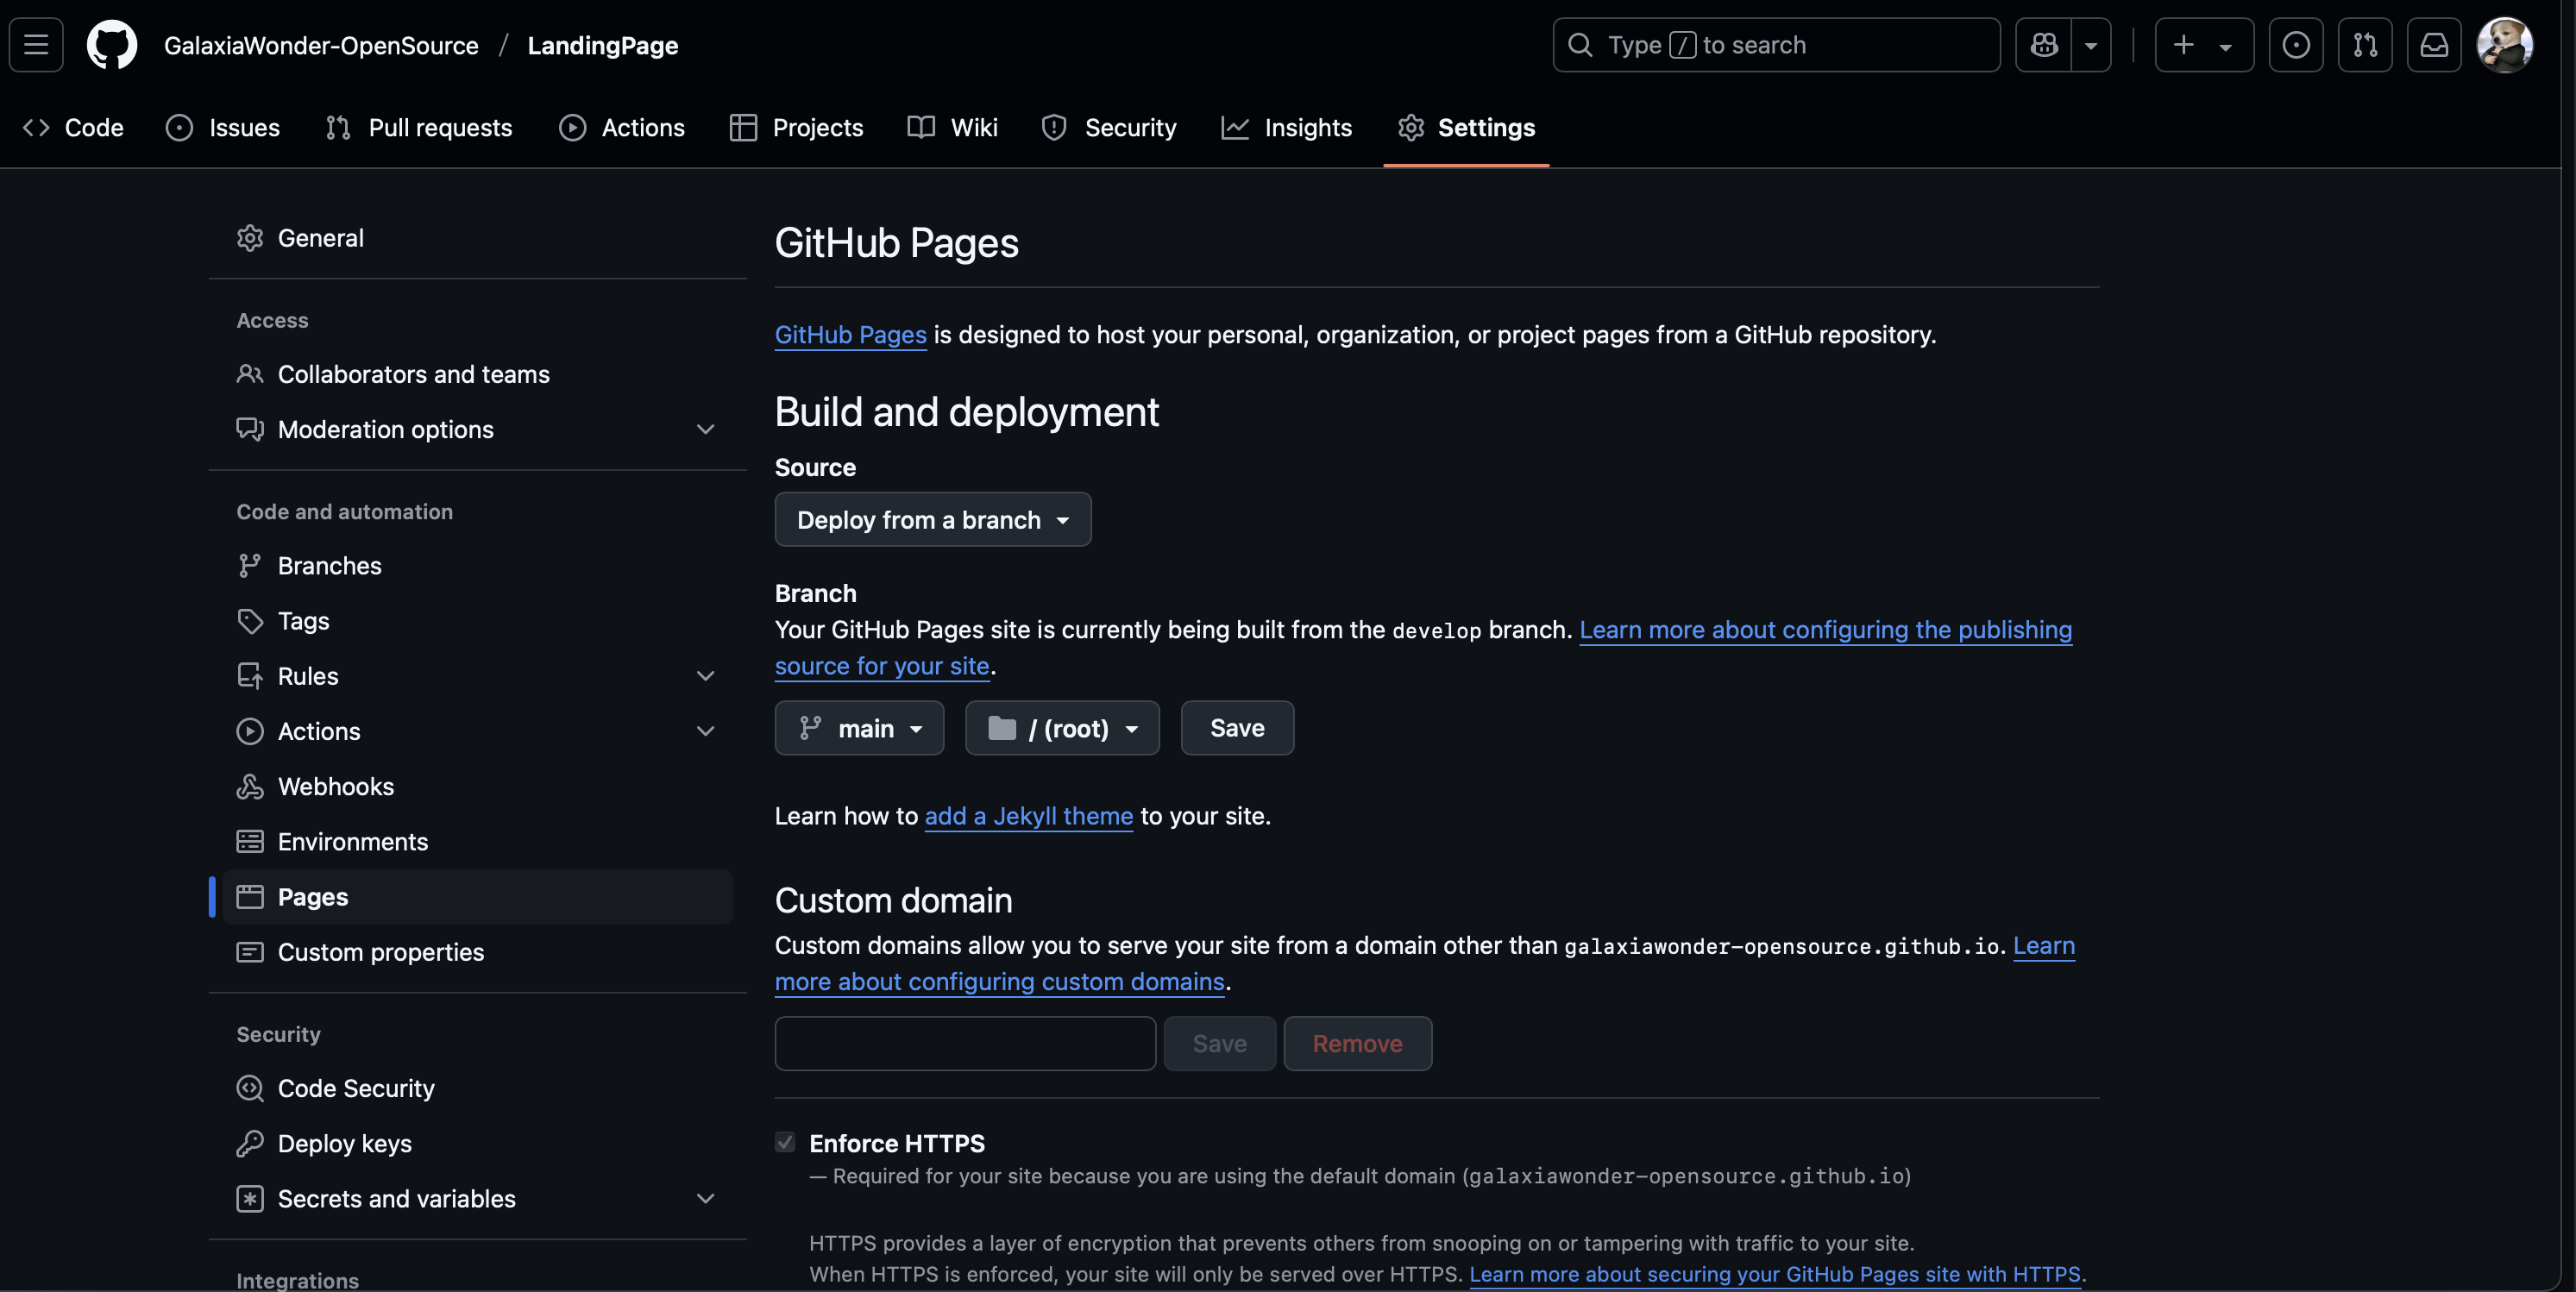 GalaxiaWonder-OpenSource / LandingPage
Type / to search
Code
Issues
Pull requests
Actions
Projects
Wiki
Security
Insights
Settings
General
Access
Collaborators and teams
Moderation options
Code and automation
Branches
Tags
Rules
Actions
Webhooks
Environments
Pages
Custom properties
Security
Code Security
Deploy keys
Secrets and variables
Integrations
GitHub Pages
GitHub Pages is designed to host your personal, organization, or project pages from a GitHub repository.
Build and deployment
Source
Deploy from a branch
Branch
Your GitHub Pages site is currently being built from the develop branch. Learn more about configuring the publishing
source for your site.
main
/ (root)
Save
Learn how to add a Jekyll theme to your site.
Custom domain
Custom domains allow you to serve your site from a domain other than galaxiawonder-opensource.github.io. Learn
more about configuring custom domains.
Save
Remove
Enforce HTTPS
— Required for your site because you are using the default domain (galaxiawonder-opensource.github.io)
HTTPS provides a layer of encryption that prevents others from snooping on or tampering with traffic to your site.
When HTTPS is enforced, your site will only be served over HTTPS. Learn more about securing your GitHub Pages site with HTTPS.